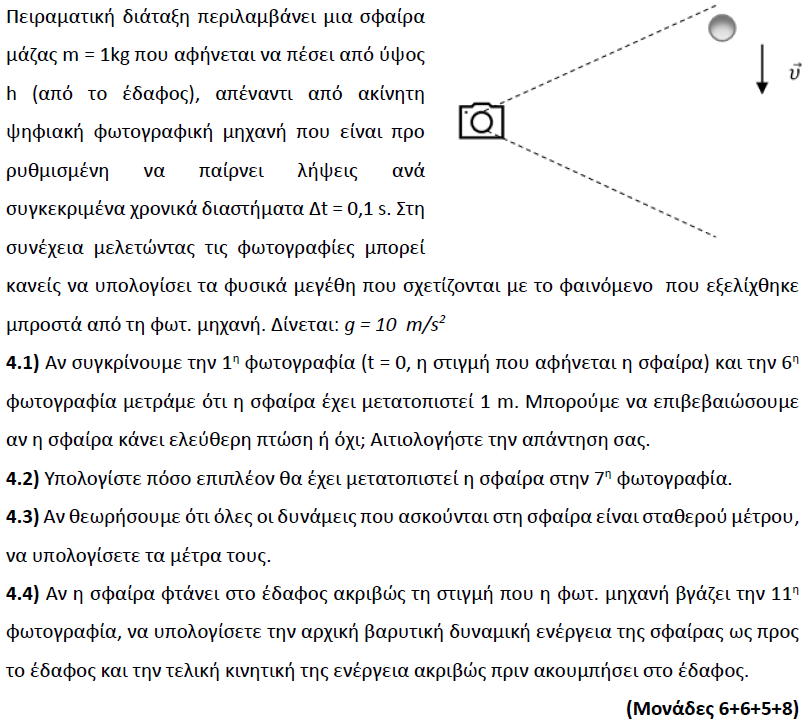 Πειραματική διάταξη περιλαμβάνει μια σφαίρα
μάζας m = 1kg που αφήνεται να πέσει από ύψος
h (από το έδαφος), απέναντι από ακίνητη
ψηφιακή φωτογραφική μηχανή που είναι προ
ρυθμισμένη να παίρνει λήψεις ανά
συγκεκριμένα χρονικά διαστήματα Δt = 0,1 s. Στη
συνέχεια μελετώντας τις φωτογραφίες μπορεί
κανείς να υπολογίσει τα φυσικά μεγέθη που σχετίζονται με το φαινόμενο που εξελίχθηκε
μπροστά από τη φωτ. μηχανή. Δίνεται: g = 10 m/s²
4.1) Αν συγκρίνουμε την 1η φωτογραφία (t = 0, η στιγμή που αφήνεται η σφαίρα) και την 6η
φωτογραφία μετράμε ότι η σφαίρα έχει μετατοπιστεί 1 m. Μπορούμε να επιβεβαιώσουμε
αν η σφαίρα κάνει ελεύθερη πτώση ή όχι; Αιτιολογήστε την απάντηση σας.
4.2) Υπολογίστε πόσο επιπλέον θα έχει μετατοπιστεί η σφαίρα στην 7η φωτογραφία.
4.3) Αν θεωρήσουμε ότι όλες οι δυνάμεις που ασκούνται στη σφαίρα είναι σταθερού μέτρου,
να υπολογίσετε τα μέτρα τους.
4.4) Αν η σφαίρα φτάνει στο έδαφος ακριβώς τη στιγμή που η φωτ. μηχανή βγάζει την 11η
φωτογραφία, να υπολογίσετε την αρχική βαρυτική δυναμική ενέργεια της σφαίρας ως προς
το έδαφος και την τελική κινητική της ενέργεια ακριβώς πριν ακουμπήσει στο έδαφος.
(Μονάδες 6+6+5+8)
υ⃗